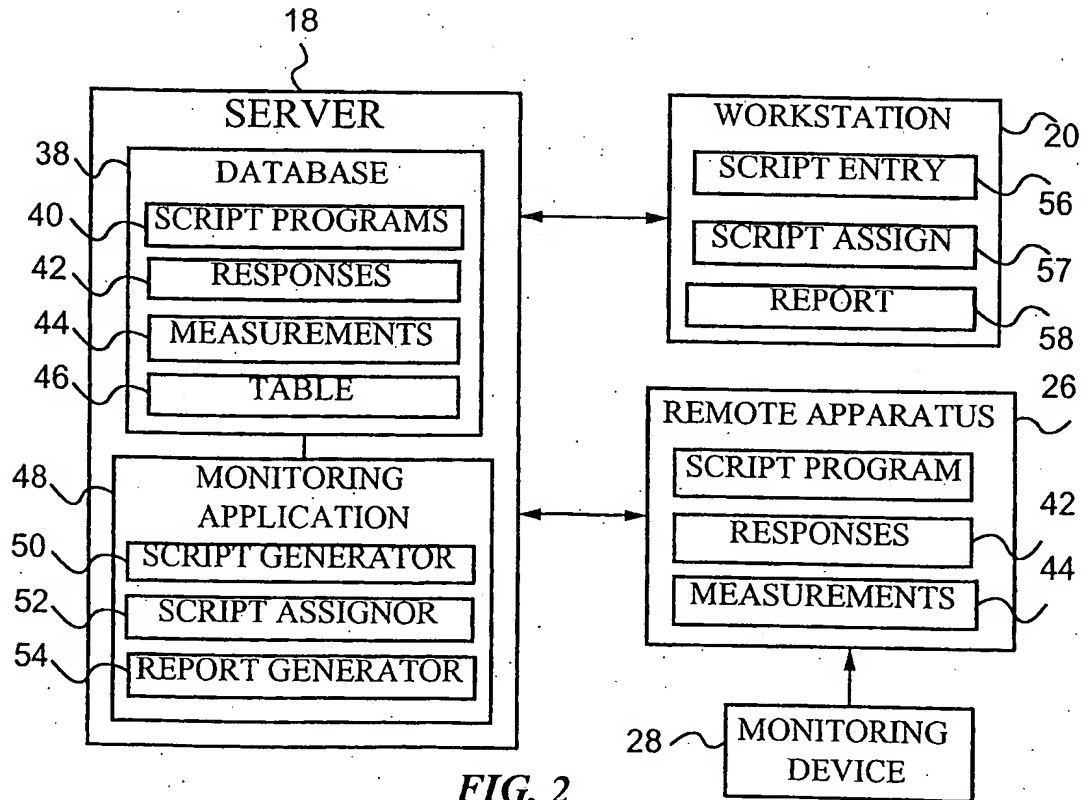 18
SERVER
38
DATABASE
40
SCRIPT PROGRAMS
42
RESPONSES
44
MEASUREMENTS
46
TABLE
48
MONITORING
APPLICATION
50
SCRIPT GENERATOR
52
SCRIPT ASSIGNOR
54
REPORT GENERATOR
WORKSTATION
20
SCRIPT ENTRY
56
SCRIPT ASSIGN
57
REPORT
58
26
REMOTE APPARATUS
SCRIPT PROGRAM
42
RESPONSES
44
MEASUREMENTS
28
MONITORING
DEVICE
FIG. 2